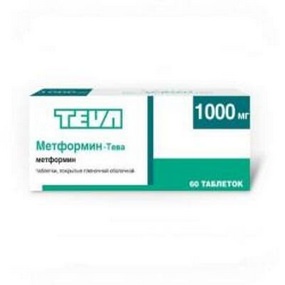 TEVA
1000 мг
Метформин-Тева
метформин
таблетки, покрытые пленочной оболочкой
60 ТАБЛЕТОК